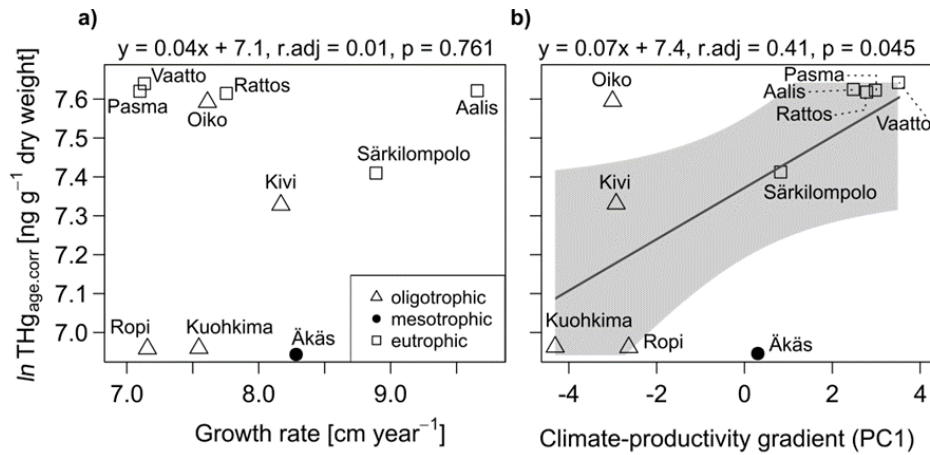 a)
y = 0.04x + 7.1, r.adj = 0.01, p = 0.761
ln THg age.corr [ng g⁻¹ dry weight]
7.6
7.5
7.4
7.3
7.2
7.1
7.0
Pasma
Vaatto
Oiko
Rattos
Aalis
Särkilompolo
Kivi
Ropi
Kuohkima
Äkäs
oligotrophic
mesotrophic
eutrophic
7.0 8.0 9.0
Growth rate [cm year⁻¹]
b)
y = 0.07x + 7.4, r.adj = 0.41, p = 0.045
Oiko
Pasma
Aalis
Rattos
Vaatto
Kivi
Särkilompolo
Kuohkima
Ropi
Äkäs
-4 -2 0 2 4
Climate-productivity gradient (PC1)